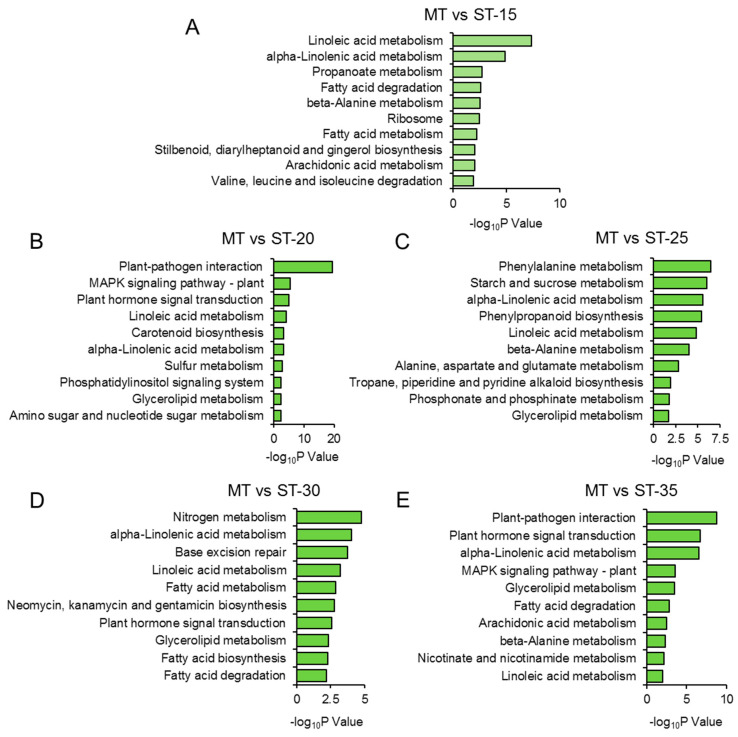 A
MT vs ST-15
Linoleic acid metabolism
alpha-Linolenic acid metabolism
Propanoate metabolism
Fatty acid degradation
beta-Alanine metabolism
Ribosome
Fatty acid metabolism
Stilbenoid, diarylheptanoid and gingerol biosynthesis
Arachidonic acid metabolism
Valine, leucine and isoleucine degradation
0 5 10
-log10P Value
B
MT vs ST-20
Plant-pathogen interaction
MAPK signaling pathway - plant
Plant hormone signal transduction
Linoleic acid metabolism
Carotenoid biosynthesis
alpha-Linolenic acid metabolism
Sulfur metabolism
Phosphatidylinositol signaling system
Glycerolipid metabolism
Amino sugar and nucleotide sugar metabolism
0 10 20
-log10P Value
C
MT vs ST-25
Phenylalanine metabolism
Starch and sucrose metabolism
alpha-Linolenic acid metabolism
Phenylpropanoid biosynthesis
Linoleic acid metabolism
beta-Alanine metabolism
Alanine, aspartate and glutamate metabolism
Tropane, piperidine and pyridine alkaloid biosynthesis
Phosphonate and phosphinate metabolism
Glycerolipid metabolism
0 2.5 5 7.5
-log10P Value
D
MT vs ST-30
Nitrogen metabolism
alpha-Linolenic acid metabolism
Base excision repair
Linoleic acid metabolism
Fatty acid metabolism
Neomycin, kanamycin and gentamicin biosynthesis
Plant hormone signal transduction
Glycerolipid metabolism
Fatty acid biosynthesis
Fatty acid degradation
0 2.5 5
-log10P Value
E
MT vs ST-35
Plant-pathogen interaction
Plant hormone signal transduction
alpha-Linolenic acid metabolism
MAPK signaling pathway - plant
Glycerolipid metabolism
Fatty acid degradation
Arachidonic acid metabolism
beta-Alanine metabolism
Nicotinate and nicotinamide metabolism
Linoleic acid metabolism
0 5 10
-log10P Value